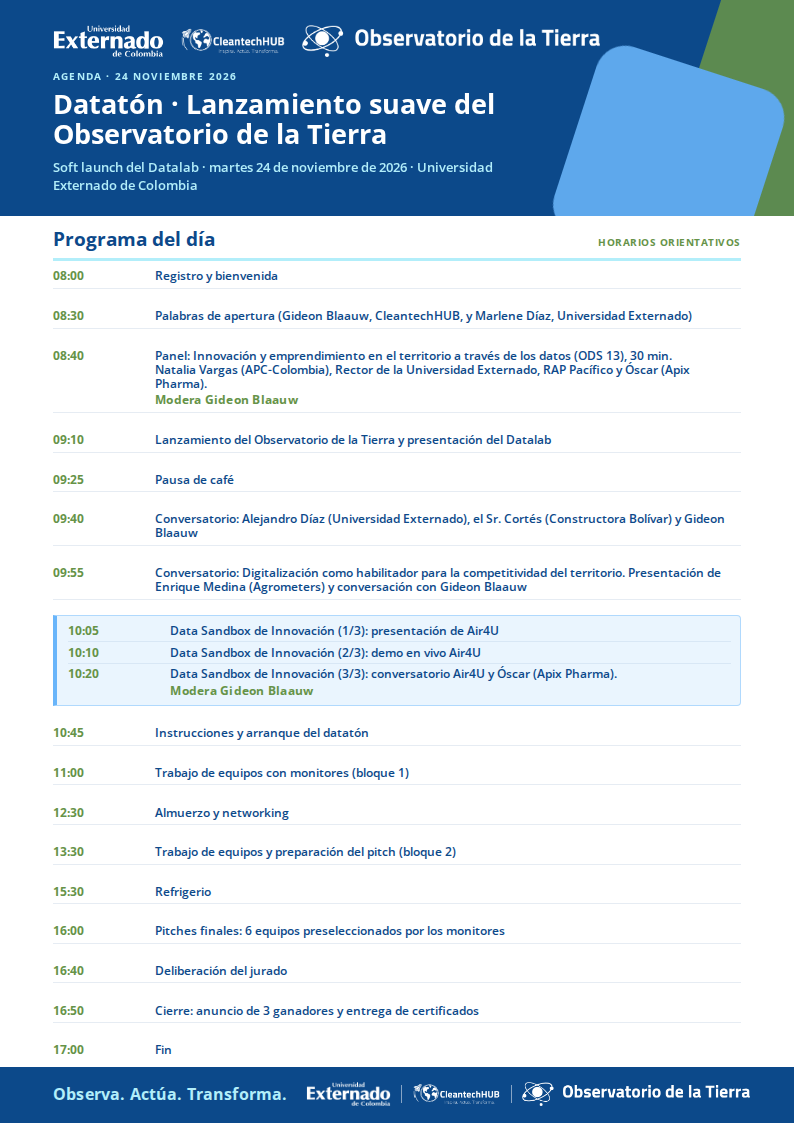 Universidad
Externado
de Colombia
CleantechHUB
Inspira. Actúa. Transforma.
Observatorio de la Tierra
AGENDA · 24 NOVIEMBRE 2026
Datatón · Lanzamiento suave del
Observatorio de la Tierra
Soft launch del Datalab · martes 24 de noviembre de 2026 · Universidad
Externado de Colombia
Programa del día
HORARIOS ORIENTATIVOS
08:00 Registro y bienvenida
08:30 Palabras de apertura (Gideon Blaauw, CleantechHUB, y Marlene Díaz, Universidad Externado)
08:40 Panel: Innovación y emprendimiento en el territorio a través de los datos (ODS 13), 30 min.
Natalia Vargas (APC-Colombia), Rector de la Universidad Externado, RAP Pacífico y Óscar (Apix
Pharma).
Modera Gideon Blaauw
09:10 Lanzamiento del Observatorio de la Tierra y presentación del Datalab
09:25 Pausa de café
09:40 Conversatorio: Alejandro Díaz (Universidad Externado), el Sr. Cortés (Constructora Bolívar) y Gideon
Blaauw
09:55 Conversatorio: Digitalización como habilitador para la competitividad del territorio. Presentación de
Enrique Medina (Agrometers) y conversación con Gideon Blaauw
10:05 Data Sandbox de Innovación (1/3): presentación de Air4U
10:10 Data Sandbox de Innovación (2/3): demo en vivo Air4U
10:20 Data Sandbox de Innovación (3/3): conversatorio Air4U y Óscar (Apix Pharma).
Modera Gideon Blaauw
10:45 Instrucciones y arranque del datatón
11:00 Trabajo de equipos con monitores (bloque 1)
12:30 Almuerzo y networking
13:30 Trabajo de equipos y preparación del pitch (bloque 2)
15:30 Refrigerio
16:00 Pitches finales: 6 equipos preseleccionados por los monitores
16:40 Deliberación del jurado
16:50 Cierre: anuncio de 3 ganadores y entrega de certificados
17:00 Fin
Observa. Actúa. Transforma.
Universidad
Externado
de Colombia
CleantechHUB
Inspira. Actúa. Transforma.
Observatorio de la Tierra